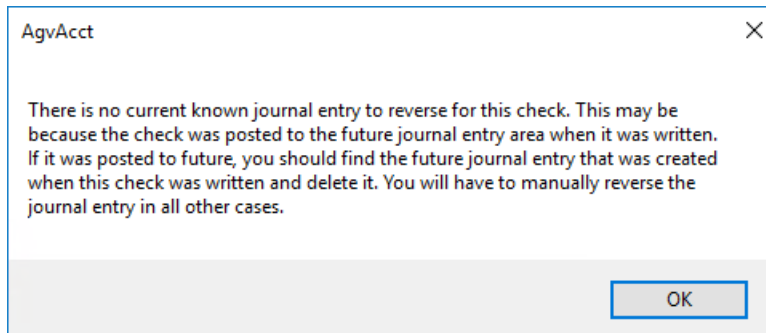 AgvAcct
There is no current known journal entry to reverse for this check. This may be
because the check was posted to the future journal entry area when it was written.
If it was posted to future, you should find the future journal entry that was created
when this check was written and delete it. You will have to manually reverse the
journal entry in all other cases.
OK